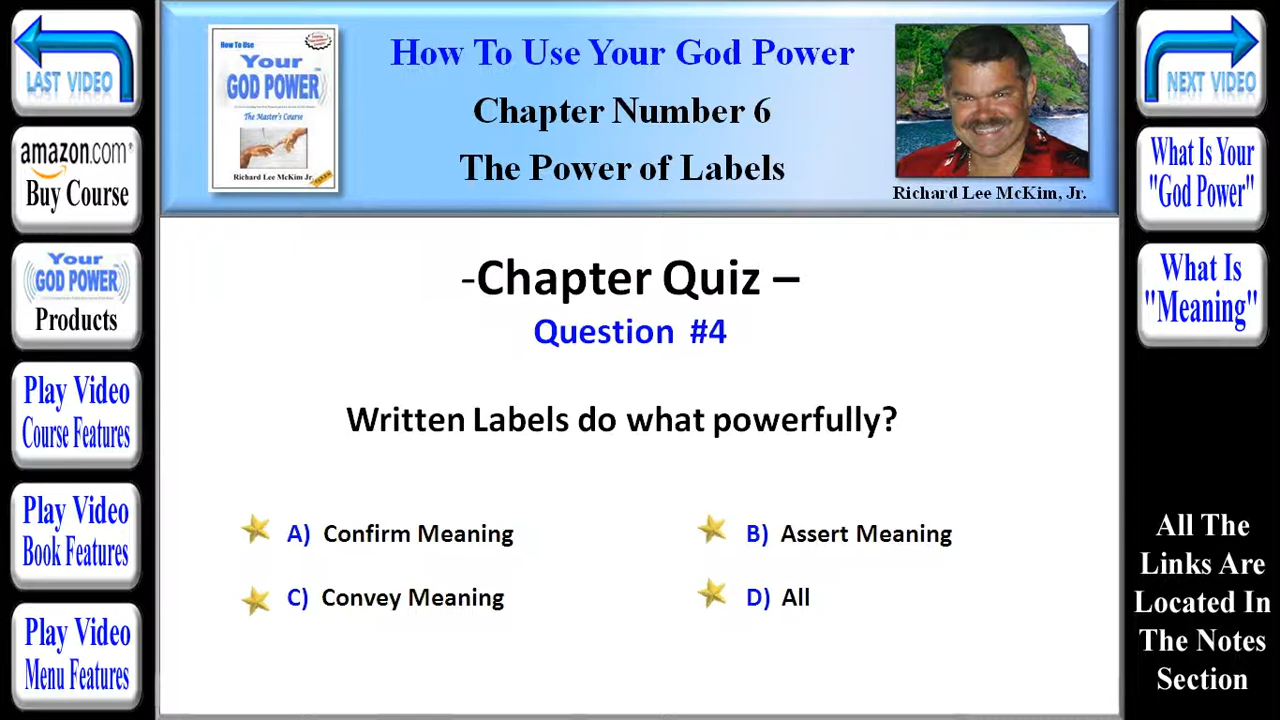 LAST VIDEO
amazon.com®
Buy Course
Your
GOD POWER™
Products
Play Video
Course Features
Play Video
Book Features
Play Video
Menu Features
How To Use
Your
GOD POWER™
The Master's Course
Richard Lee McKim Jr.
How To Use Your God Power
Chapter Number 6
The Power of Labels
Richard Lee McKim, Jr.
-Chapter Quiz –
Question #4
Written Labels do what powerfully?
A) Confirm Meaning
B) Assert Meaning
C) Convey Meaning
D) All
NEXT VIDEO
What Is Your
"God Power"
What Is
"Meaning"
All The
Links Are
Located In
The Notes
Section